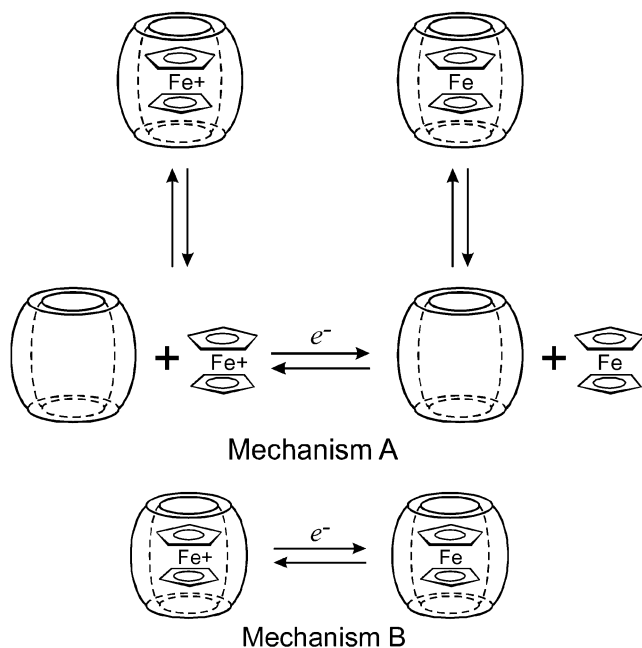 Fe+ Fe
e-
+ Fe+ + Fe
Mechanism A
e-
Fe+ Fe
Mechanism B